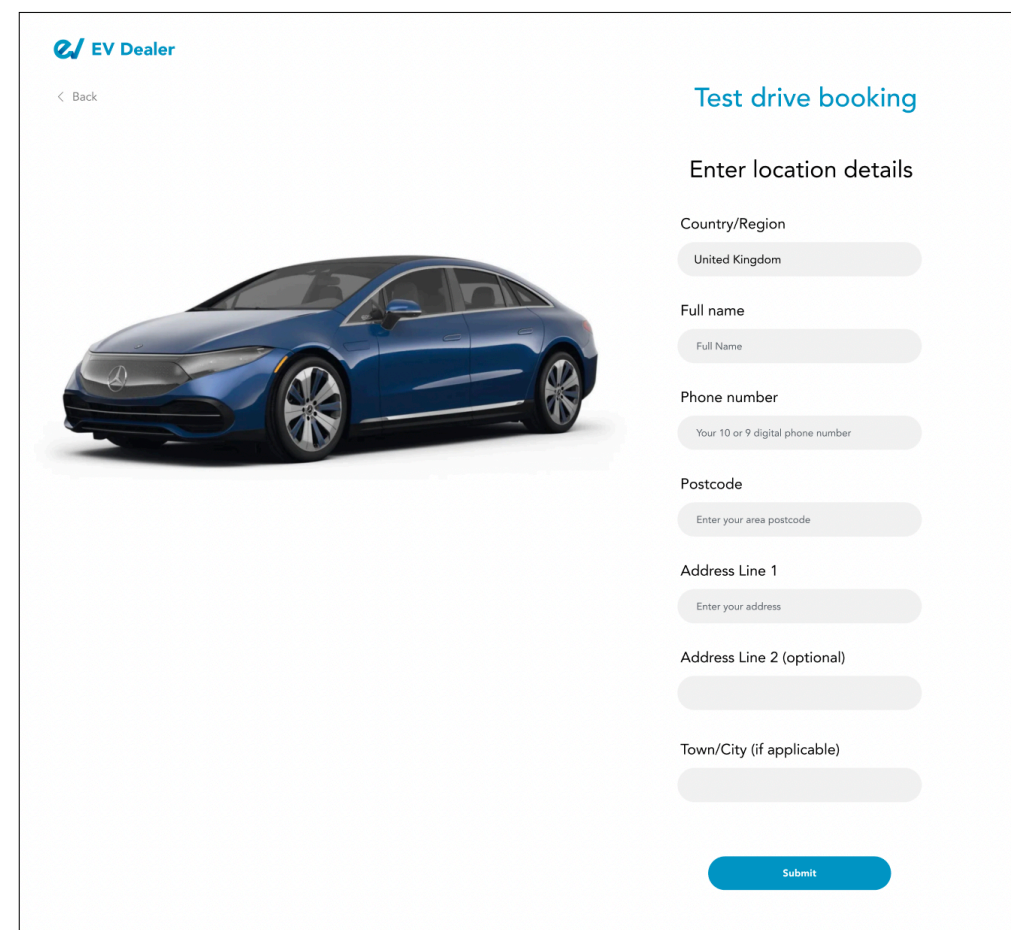 EV Dealer
Back
Test drive booking
Enter location details
Country/Region
United Kingdom
Full name
Full Name
Phone number
Your 10 or 9 digital phone number
Postcode
Enter your area postcode
Address Line 1
Enter your address
Address Line 2 (optional)
Town/City (if applicable)
Submit